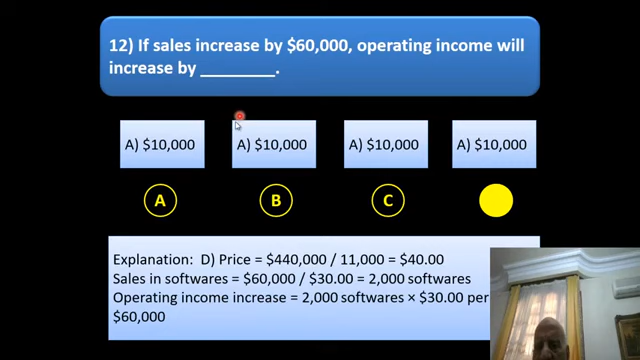 12) If sales increase by $60,000, operating income will
increase by ________.
A) $10,000
A) $10,000
A) $10,000
A) $10,000
A
B
C
Explanation:  D) Price = $440,000 / 11,000 = $40.00
Sales in softwares = $60,000 / $30.00 = 2,000 softwares
Operating income increase = 2,000 softwares × $30.00 per
$60,000